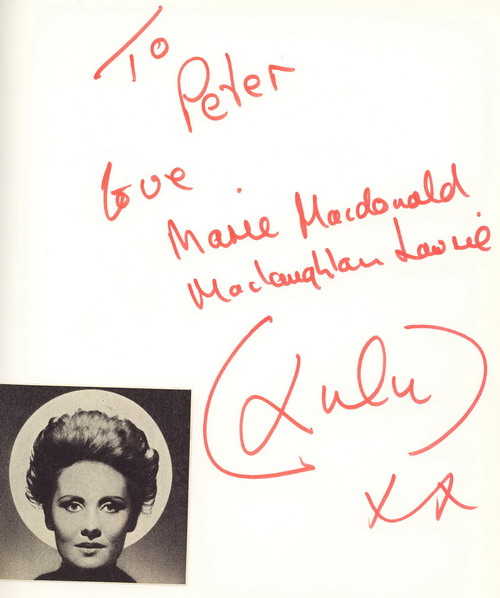 To
Peter
Love
Marie Macdonald
Maclaughlan Lawrie
(Lulu)
xx